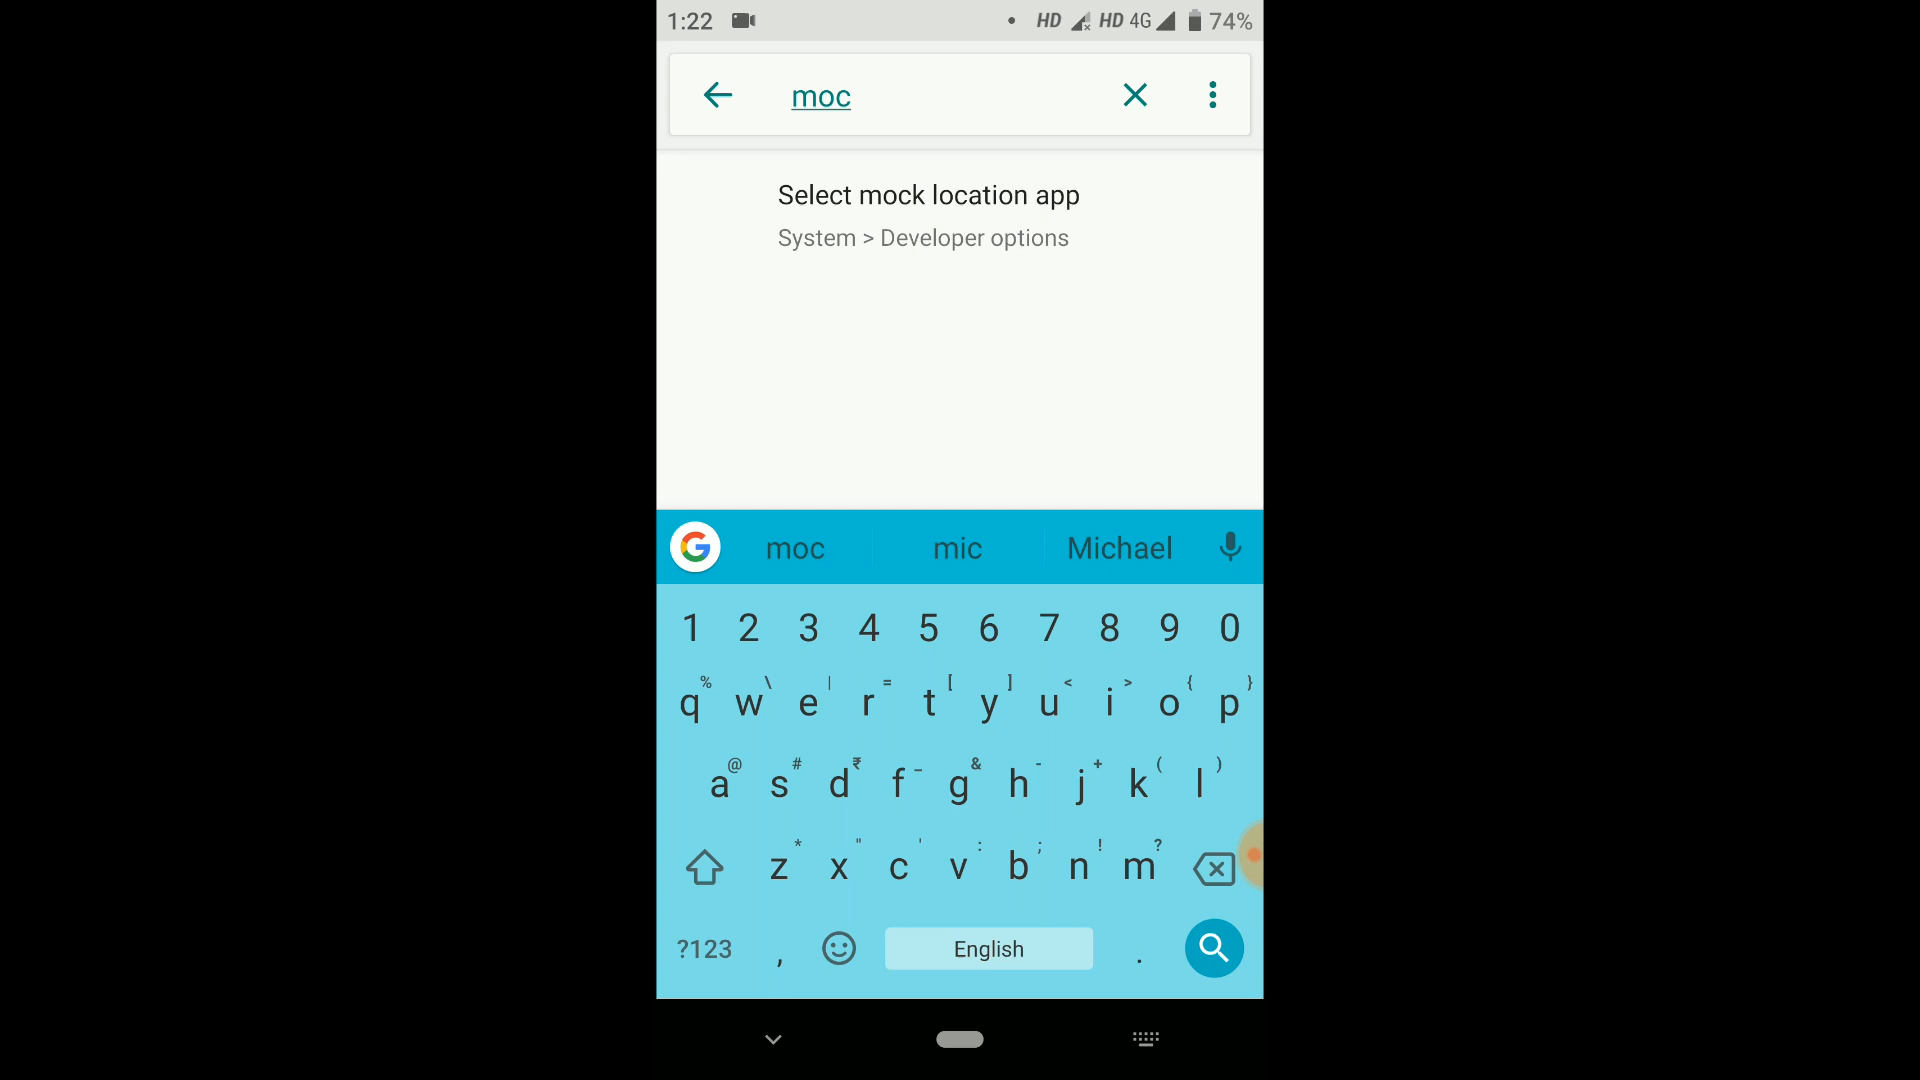 1:22 HD HD 4G 74%
moc
Select mock location app
System > Developer options
moc mic Michael
1 2 3 4 5 6 7 8 9 0
% \ | = [ ] < > { }
q w e r t y u i o p
@ # ₹ _ & - + ( )
a s d f g h j k l
* " ' : ; ! ?
z x c v b n m
?123 , English .